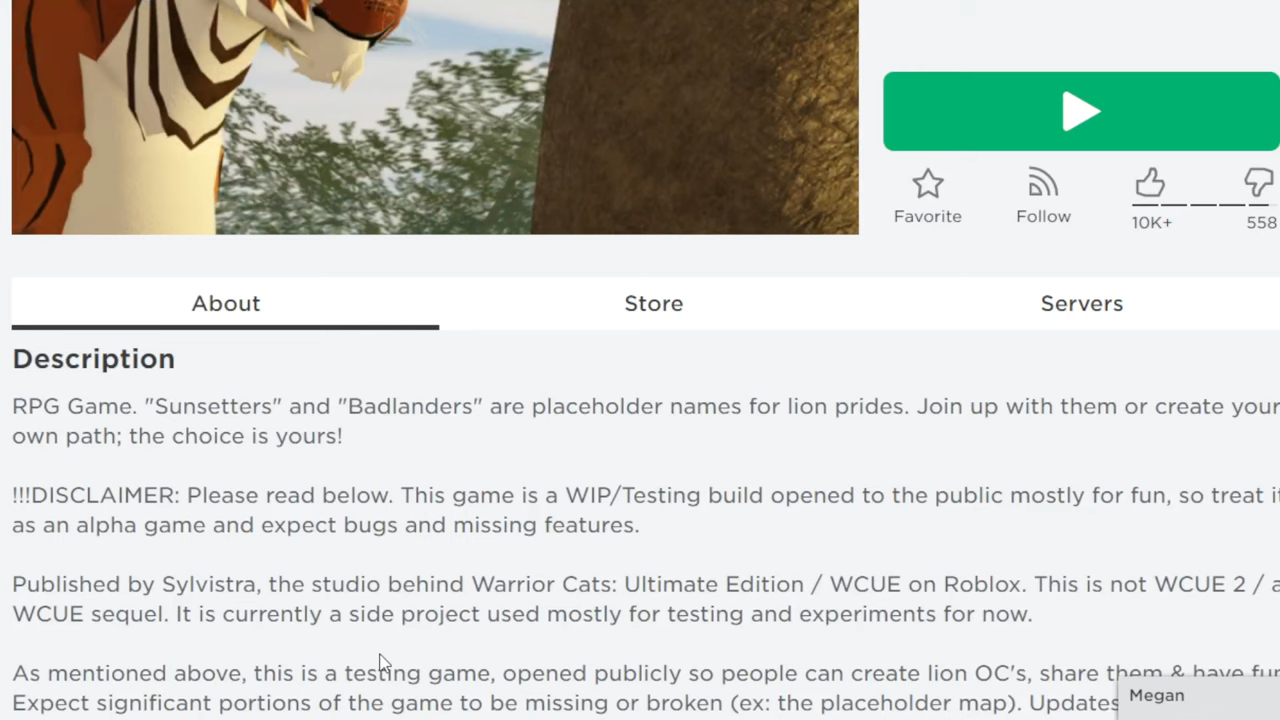 Favorite
Follow
10K+
558
About
Store
Servers
Description
RPG Game. "Sunsetters" and "Badlanders" are placeholder names for lion prides. Join up with them or create your
own path; the choice is yours!
!!!DISCLAIMER: Please read below. This game is a WIP/Testing build opened to the public mostly for fun, so treat it
as an alpha game and expect bugs and missing features.
Published by Sylvistra, the studio behind Warrior Cats: Ultimate Edition / WCUE on Roblox. This is not WCUE 2 / a
WCUE sequel. It is currently a side project used mostly for testing and experiments for now.
As mentioned above, this is a testing game, opened publicly so people can create lion OC's, share them & have fun
Expect significant portions of the game to be missing or broken (ex: the placeholder map). Updates
Megan